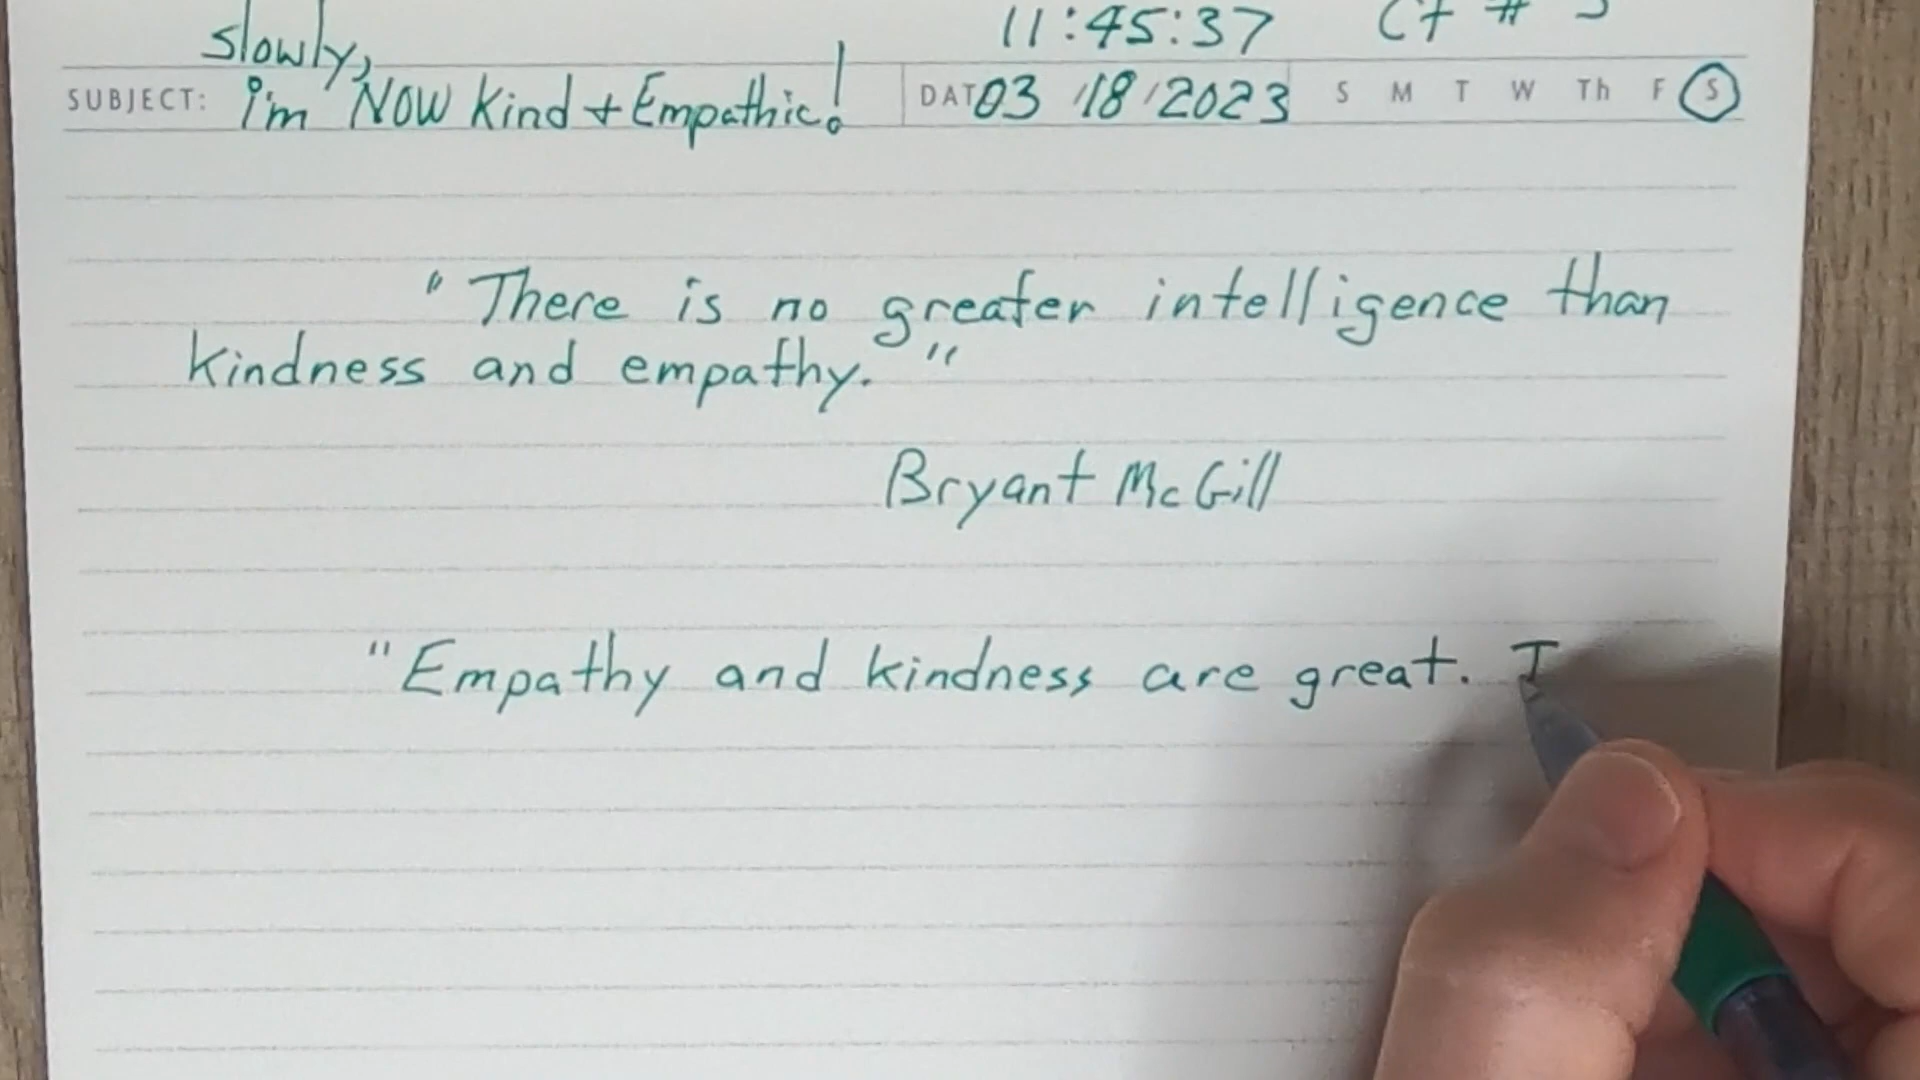 slowly,
11:45:37
SUBJECT: i'm NOW Kind + Empathic!
DAT 03/18/2023
S M T W Th F S
"There is no greater intelligence than
kindness and empathy."
Bryant McGill
"Empathy and kindness are great. I